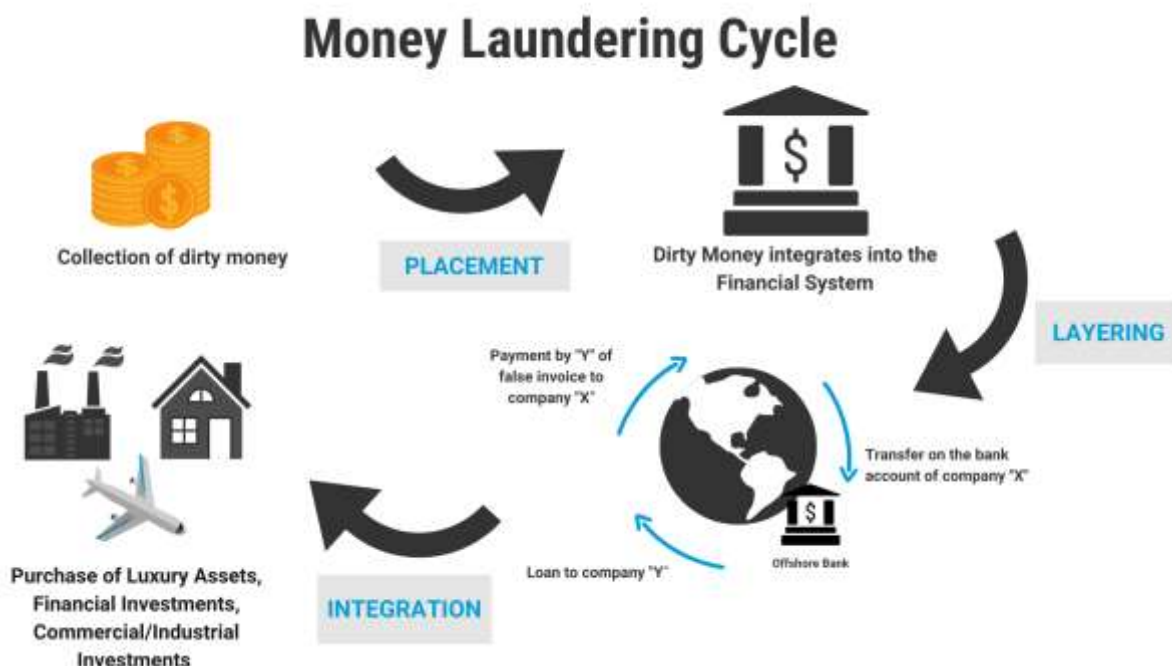 Money Laundering Cycle
$
Collection of dirty money
PLACEMENT
$
Dirty Money integrates into the
Financial System
LAYERING
Payment by "Y" of
false invoice to
company "X"
Transfer on the bank
account of company "X"
$
Offshore Bank
Loan to company "Y"
INTEGRATION
Purchase of Luxury Assets,
Financial Investments,
Commercial/Industrial
Investments